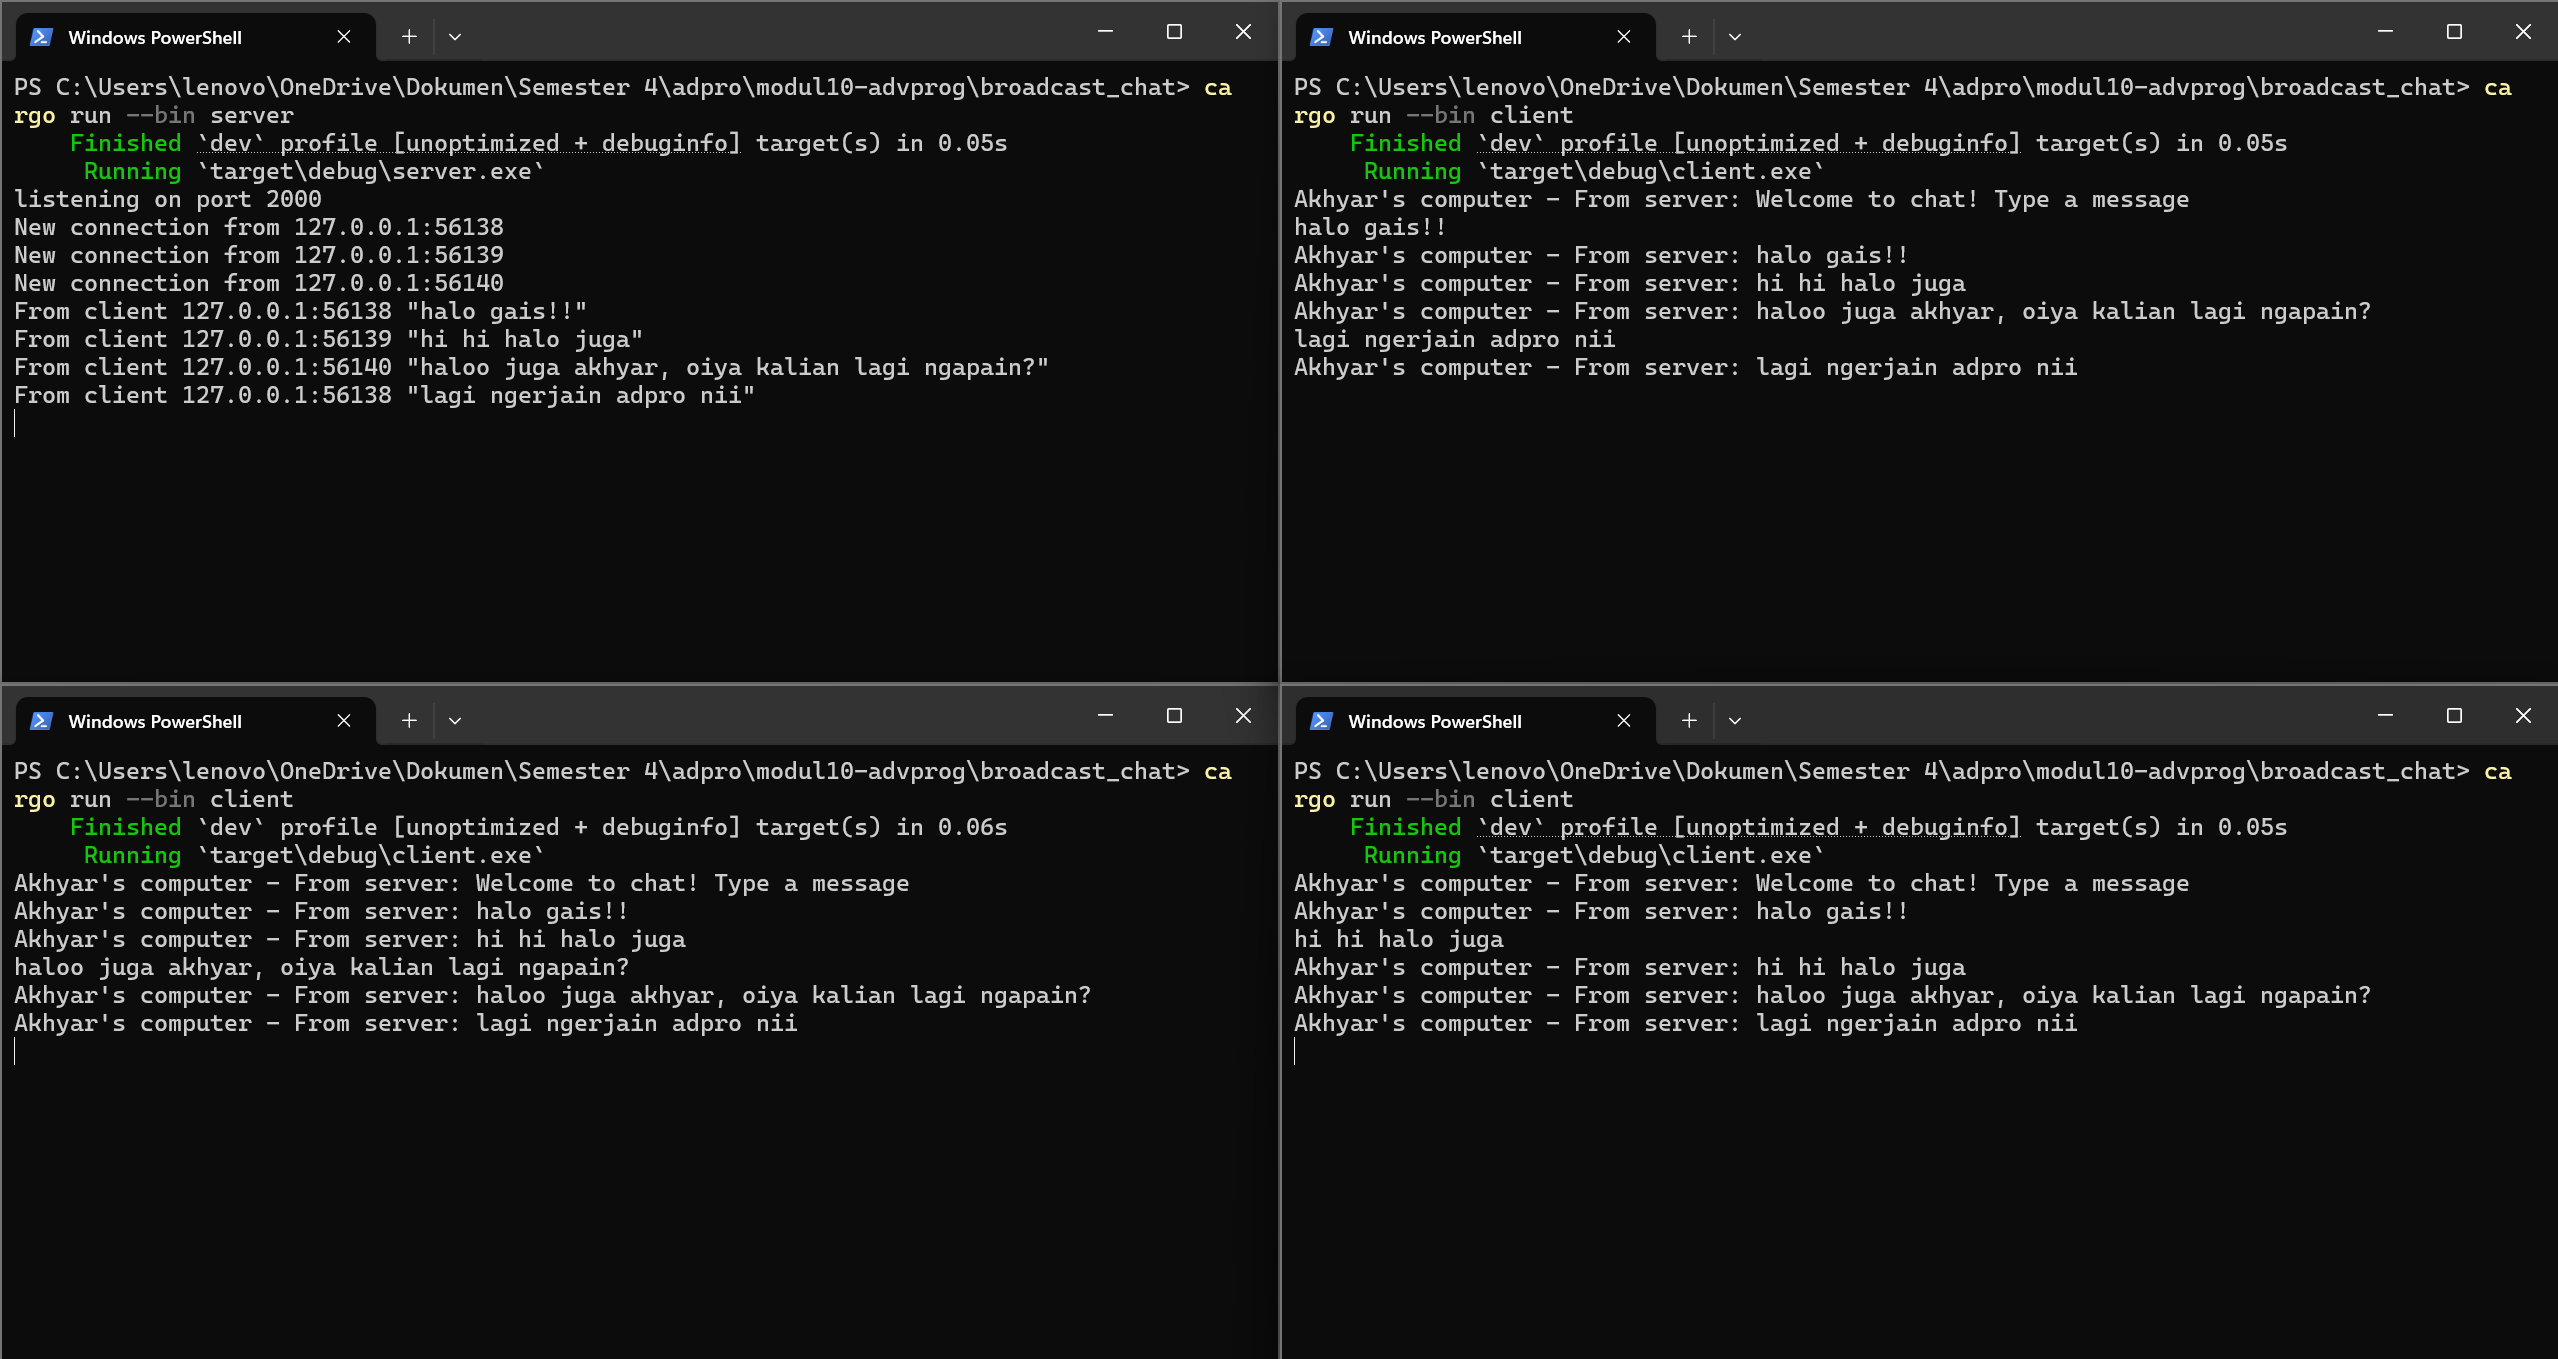 Windows PowerShell
PS C:\Users\lenovo\OneDrive\Dokumen\Semester 4\adpro\modul10-advprog\broadcast_chat> ca
rgo run --bin server
Finished `dev` profile [unoptimized + debuginfo] target(s) in 0.05s
Running `target\debug\server.exe`
listening on port 2000
New connection from 127.0.0.1:56138
New connection from 127.0.0.1:56139
New connection from 127.0.0.1:56140
From client 127.0.0.1:56138 "halo gais!!"
From client 127.0.0.1:56139 "hi hi halo juga"
From client 127.0.0.1:56140 "haloo juga akhyar, oiya kalian lagi ngapain?"
From client 127.0.0.1:56138 "lagi ngerjain adpro nii"
Windows PowerShell
PS C:\Users\lenovo\OneDrive\Dokumen\Semester 4\adpro\modul10-advprog\broadcast_chat> ca
rgo run --bin client
Finished `dev` profile [unoptimized + debuginfo] target(s) in 0.05s
Running `target\debug\client.exe`
Akhyar's computer - From server: Welcome to chat! Type a message
halo gais!!
Akhyar's computer - From server: halo gais!!
Akhyar's computer - From server: hi hi halo juga
Akhyar's computer - From server: haloo juga akhyar, oiya kalian lagi ngapain?
lagi ngerjain adpro nii
Akhyar's computer - From server: lagi ngerjain adpro nii
Windows PowerShell
PS C:\Users\lenovo\OneDrive\Dokumen\Semester 4\adpro\modul10-advprog\broadcast_chat> ca
rgo run --bin client
Finished `dev` profile [unoptimized + debuginfo] target(s) in 0.06s
Running `target\debug\client.exe`
Akhyar's computer - From server: Welcome to chat! Type a message
Akhyar's computer - From server: halo gais!!
Akhyar's computer - From server: hi hi halo juga
haloo juga akhyar, oiya kalian lagi ngapain?
Akhyar's computer - From server: haloo juga akhyar, oiya kalian lagi ngapain?
Akhyar's computer - From server: lagi ngerjain adpro nii
Windows PowerShell
PS C:\Users\lenovo\OneDrive\Dokumen\Semester 4\adpro\modul10-advprog\broadcast_chat> ca
rgo run --bin client
Finished `dev` profile [unoptimized + debuginfo] target(s) in 0.05s
Running `target\debug\client.exe`
Akhyar's computer - From server: Welcome to chat! Type a message
Akhyar's computer - From server: halo gais!!
hi hi halo juga
Akhyar's computer - From server: hi hi halo juga
Akhyar's computer - From server: haloo juga akhyar, oiya kalian lagi ngapain?
Akhyar's computer - From server: lagi ngerjain adpro nii